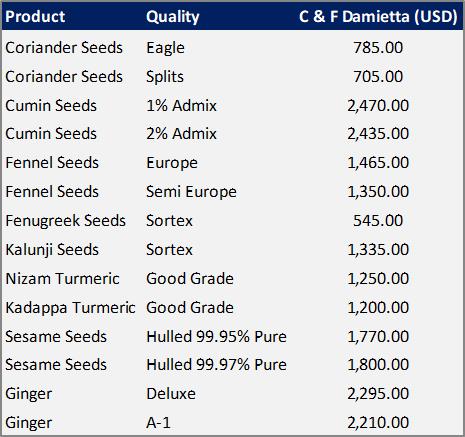 Product Quality C & F Damietta (USD)
Coriander Seeds Eagle 785.00
Coriander Seeds Splits 705.00
Cumin Seeds 1% Admix 2,470.00
Cumin Seeds 2% Admix 2,435.00
Fennel Seeds Europe 1,465.00
Fennel Seeds Semi Europe 1,350.00
Fenugreek Seeds Sortex 545.00
Kalunji Seeds Sortex 1,335.00
Nizam Turmeric Good Grade 1,250.00
Kadappa Turmeric Good Grade 1,200.00
Sesame Seeds Hulled 99.95% Pure 1,770.00
Sesame Seeds Hulled 99.97% Pure 1,800.00
Ginger Deluxe 2,295.00
Ginger A-1 2,210.00